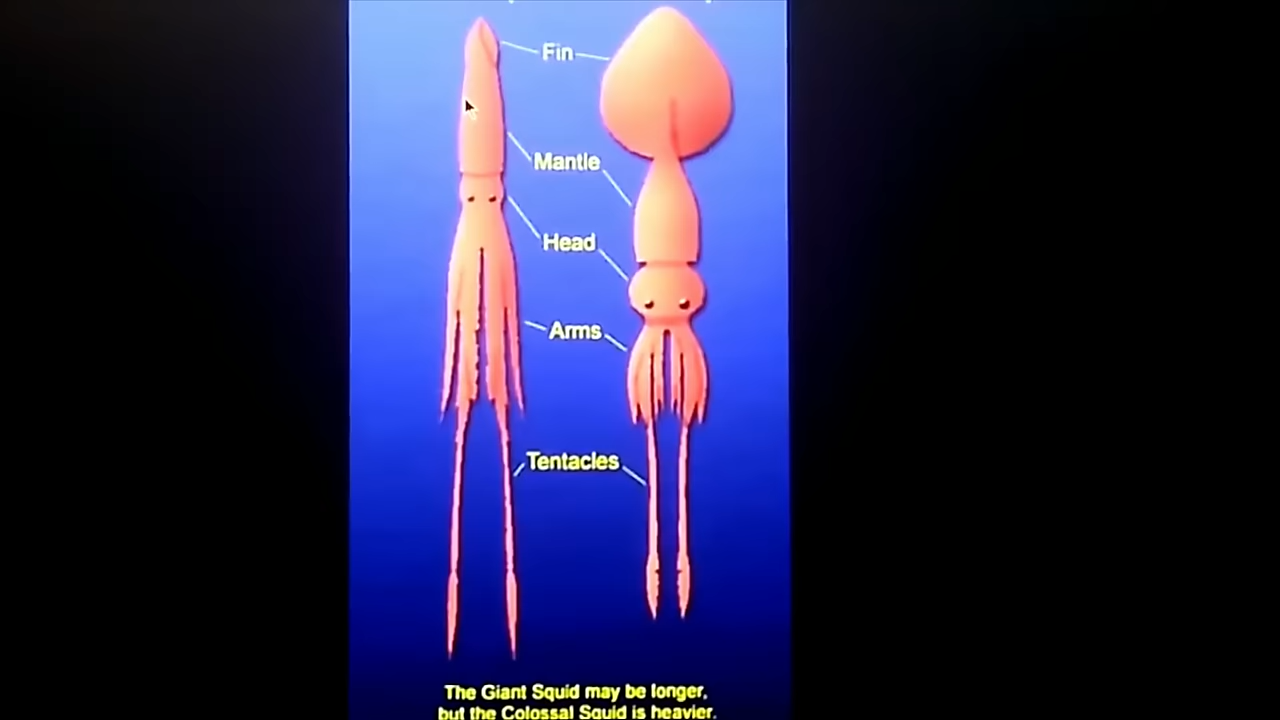 Fin
Mantle
Head
Arms
Tentacles
The Giant Squid may be longer,
but the Colossal Squid is heavier.